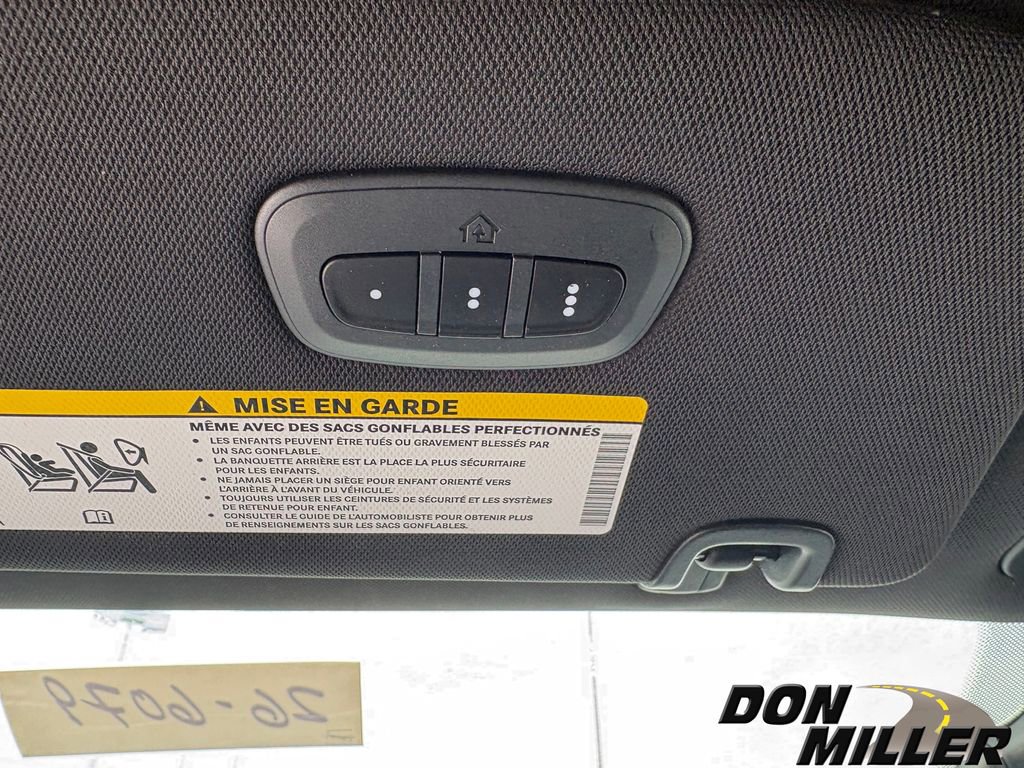 MISE EN GARDE
MÊME AVEC DES SACS GONFLABLES PERFECTIONNÉS
• LES ENFANTS PEUVENT ÊTRE TUÉS OU GRAVEMENT BLESSÉS PAR
UN SAC GONFLABLE.
• LA BANQUETTE ARRIÈRE EST LA PLACE LA PLUS SÉCURITAIRE
POUR LES ENFANTS.
• NE JAMAIS PLACER UN SIÈGE POUR ENFANT ORIENTÉ VERS
L'ARRIÈRE À L'AVANT DU VÉHICULE.
• TOUJOURS UTILISER LES CEINTURES DE SÉCURITÉ ET LES SYSTÈMES
DE RETENUE POUR ENFANT.
• CONSULTER LE GUIDE DE L'AUTOMOBILISTE POUR OBTENIR PLUS
DE RENSEIGNEMENTS SUR LES SACS GONFLABLES.
26-6079
DON
MILLER